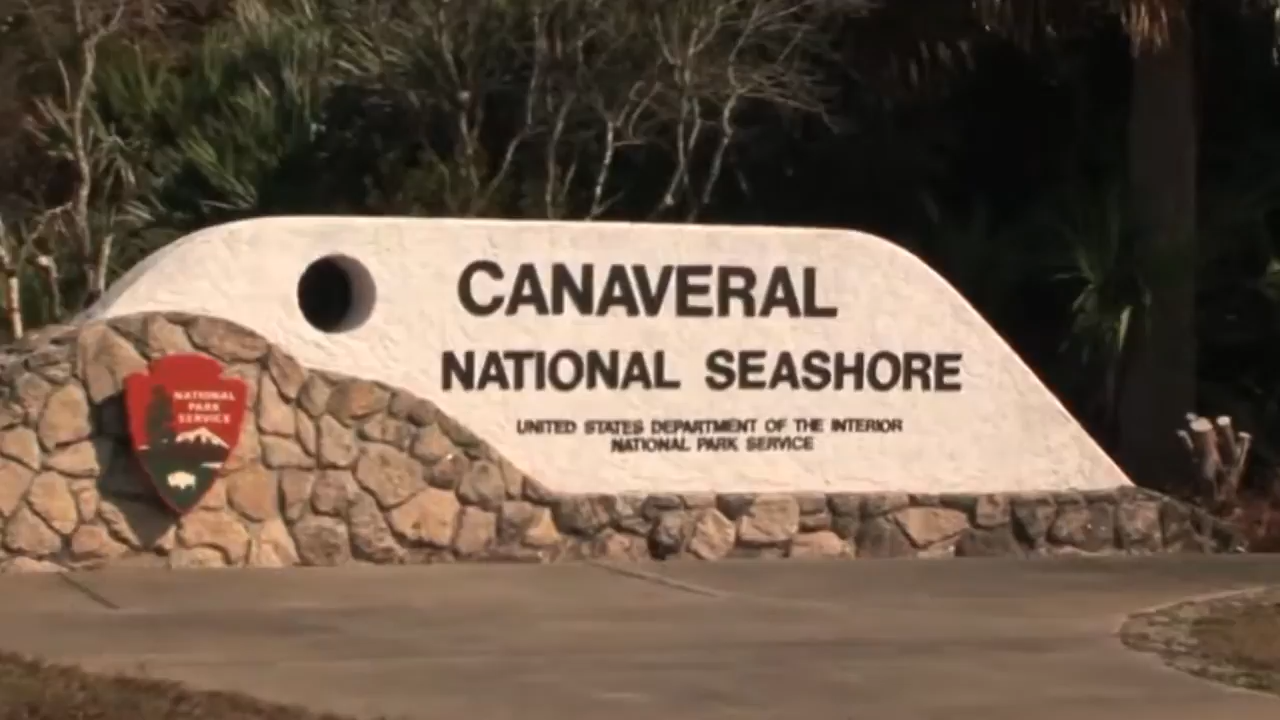 CANAVERAL
NATIONAL SEASHORE
UNITED STATES DEPARTMENT OF THE INTERIOR
NATIONAL PARK SERVICE
NATIONAL
PARK
SERVICE